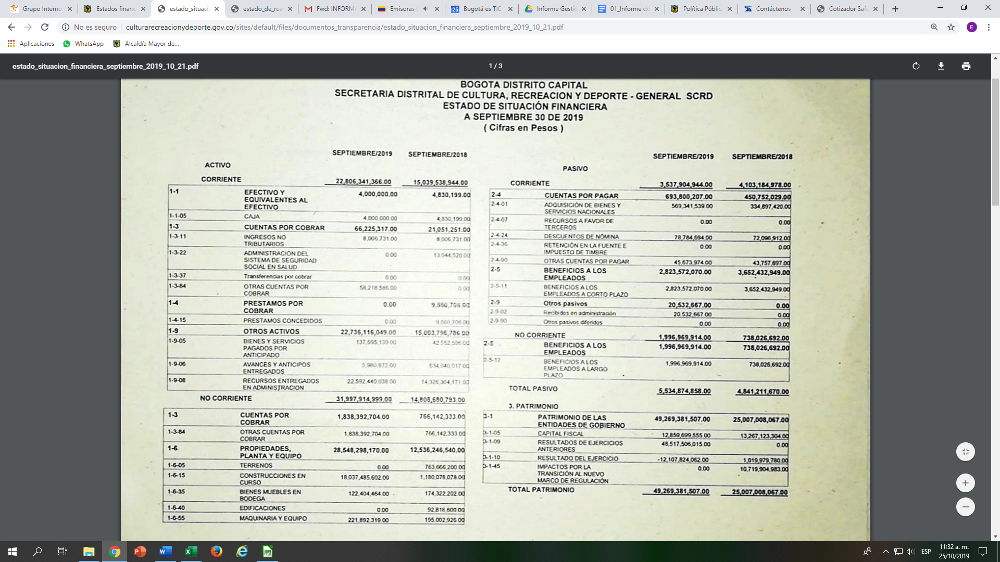 Grupo Interno
Estados financ
estado_situaci
estado_de_res
Fwd: INFORMA
Emisoras
Bogotá es TIC
Informe Gestió
01_Informe de
Política Pública
Contáctenos -
Cotizador Safe
No es seguro | culturarecreacionydeporte.gov.co/sites/default/files/documentos_transparencia/estado_situacion_financiera_septiembre_2019_10_21.pdf
E
Aplicaciones WhatsApp Alcaldía Mayor de...
estado_situacion_financiera_septiembre_2019_10_21.pdf
1 / 3
BOGOTA DISTRITO CAPITAL
SECRETARIA DISTRITAL DE CULTURA, RECREACION Y DEPORTE - GENERAL SCRD
ESTADO DE SITUACIÓN FINANCIERA
A SEPTIEMBRE 30 DE 2019
( Cifras en Pesos )
SEPTIEMBRE/2019 SEPTIEMBRE/2018
ACTIVO
CORRIENTE 22,806,341,366.00 15,039,538,944.00
1-1 EFECTIVO Y 4,000,000.00 4,830,199.00
EQUIVALENTES AL
EFECTIVO
1-1-05 CAJA 4,000,000.00 4,830,199.00
1-3 CUENTAS POR COBRAR 66,225,317.00 21,051,251.00
1-3-11 INGRESOS NO 8,006,731.00 8,006,731.00
TRIBUTARIOS
1-3-22 ADMINISTRACIÓN DEL 0.00 13,044,520.00
SISTEMA DE SEGURIDAD
SOCIAL EN SALUD
1-3-37 Transferencias por cobrar 0.00 0.00
1-3-84 OTRAS CUENTAS POR 58,218,586.00 0.00
COBRAR
1-4 PRESTAMOS POR 0.00 9,860,708.00
COBRAR
1-4-15 PRESTAMOS CONCEDIDOS 0.00 9,860,708.00
1-9 OTROS ACTIVOS 22,736,116,049.00 15,003,796,786.00
1-9-05 BIENES Y SERVICIOS 137,695,139.00 42,552,598.00
PAGADOS POR
ANTICIPADO
1-9-06 AVANCES Y ANTICIPOS 5,980,872.00 634,940,017.00
ENTREGADOS
1-9-08 RECURSOS ENTREGADOS 22,592,440,038.00 14,326,304,171.00
EN ADMINISTRACION
NO CORRIENTE 31,997,914,999.00 14,808,680,793.00
1-3 CUENTAS POR 1,838,392,704.00 766,142,333.00
COBRAR
1-3-84 OTRAS CUENTAS POR 1,838,392,704.00 766,142,333.00
COBRAR
1-6 PROPIEDADES, 28,548,298,170.00 12,536,246,540.00
PLANTA Y EQUIPO
1-6-05 TERRENOS 0.00 763,666,200.00
1-6-15 CONSTRUCCIONES EN 18,037,485,602.00 1,180,078,078.00
CURSO
1-6-35 BIENES MUEBLES EN 122,404,464.00 174,322,202.00
BODEGA
1-6-40 EDIFICACIONES 0.00 92,818,600.00
1-6-55 MAQUINARIA Y EQUIPO 221,892,319.00 195,002,926.00
SEPTIEMBRE/2019 SEPTIEMBRE/2018
PASIVO
CORRIENTE 3,537,904,944.00 4,103,184,978.00
2-4 CUENTAS POR PAGAR 693,800,207.00 450,752,029.00
2-4-01 ADQUISICIÓN DE BIENES Y 569,341,539.00 334,897,420.00
SERVICIOS NACIONALES
2-4-07 RECURSOS A FAVOR DE 0.00 0.00
TERCEROS
2-4-24 DESCUENTOS DE NÓMINA 78,784,694.00 72,096,912.00
2-4-36 RETENCIÓN EN LA FUENTE E 0.00 0.00
IMPUESTO DE TIMBRE
2-4-90 OTRAS CUENTAS POR PAGAR 45,673,974.00 43,757,697.00
2-5 BENEFICIOS A LOS 2,823,572,070.00 3,652,432,949.00
EMPLEADOS
2-5-11 BENEFICIOS A LOS 2,823,572,070.00 3,652,432,949.00
EMPLEADOS A CORTO PLAZO
2-9 Otros pasivos 20,532,667.00 0.00
2-9-02 Recibidos en administración 20,532,667.00 0.00
2-9-90 Otros pasivos diferidos 0.00 0.00
NO CORRIENTE 1,996,969,914.00 738,026,692.00
2-5 BENEFICIOS A LOS 1,996,969,914.00 738,026,692.00
EMPLEADOS
2-5-12 BENEFICIOS A LOS 1,996,969,914.00 738,026,692.00
EMPLEADOS A LARGO
PLAZO
TOTAL PASIVO 5,534,874,858.00 4,841,211,670.00
3. PATRIMONIO
3-1 PATRIMONIO DE LAS 49,269,381,507.00 25,007,008,067.00
ENTIDADES DE GOBIERNO
3-1-05 CAPITAL FISCAL 12,859,699,555.00 13,267,123,304.00
3-1-09 RESULTADOS DE EJERCICIOS 48,517,506,015.00 0.00
ANTERIORES
3-1-10 RESULTADO DEL EJERCICIO -12,107,824,062.00 1,019,979,780.00
3-1-45 IMPACTOS POR LA 0.00 10,719,904,983.00
TRANSICIÓN AL NUEVO
MARCO DE REGULACIÓN
TOTAL PATRIMONIO 49,269,381,507.00 25,007,008,067.00
ESP
11:32 a. m.
25/10/2019